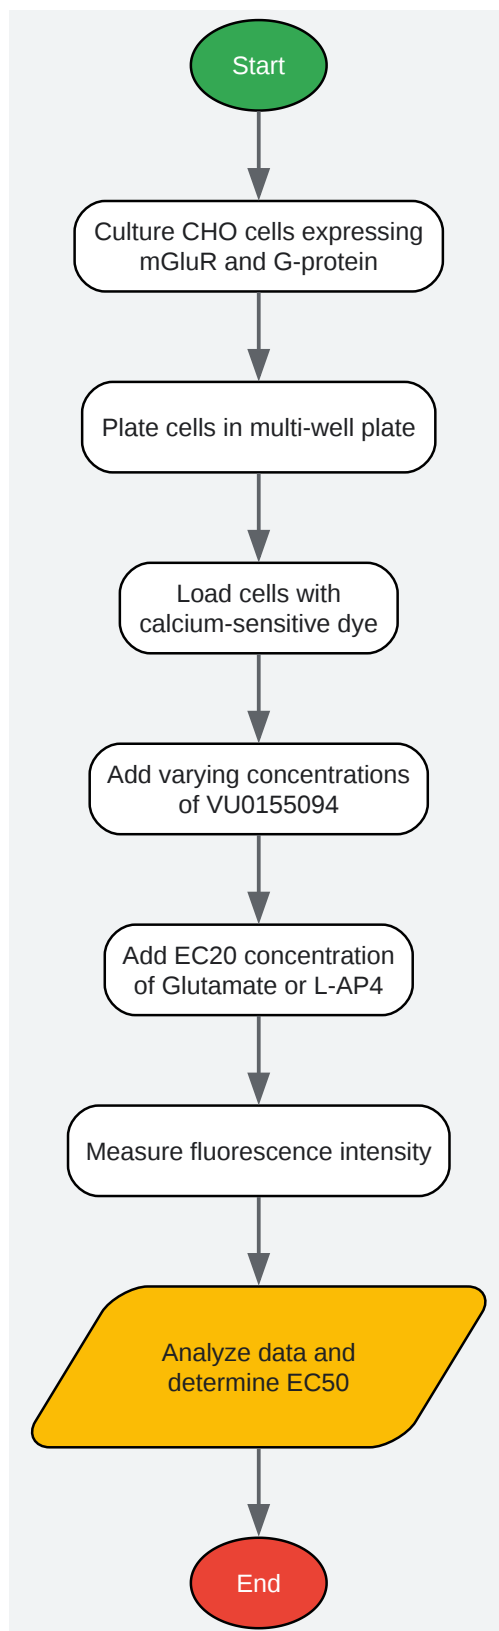 Start
Culture CHO cells expressing
mGluR and G-protein
Plate cells in multi-well plate
Load cells with
calcium-sensitive dye
Add varying concentrations
of VU0155094
Add EC20 concentration
of Glutamate or L-AP4
Measure fluorescence intensity
Analyze data and
determine EC50
End